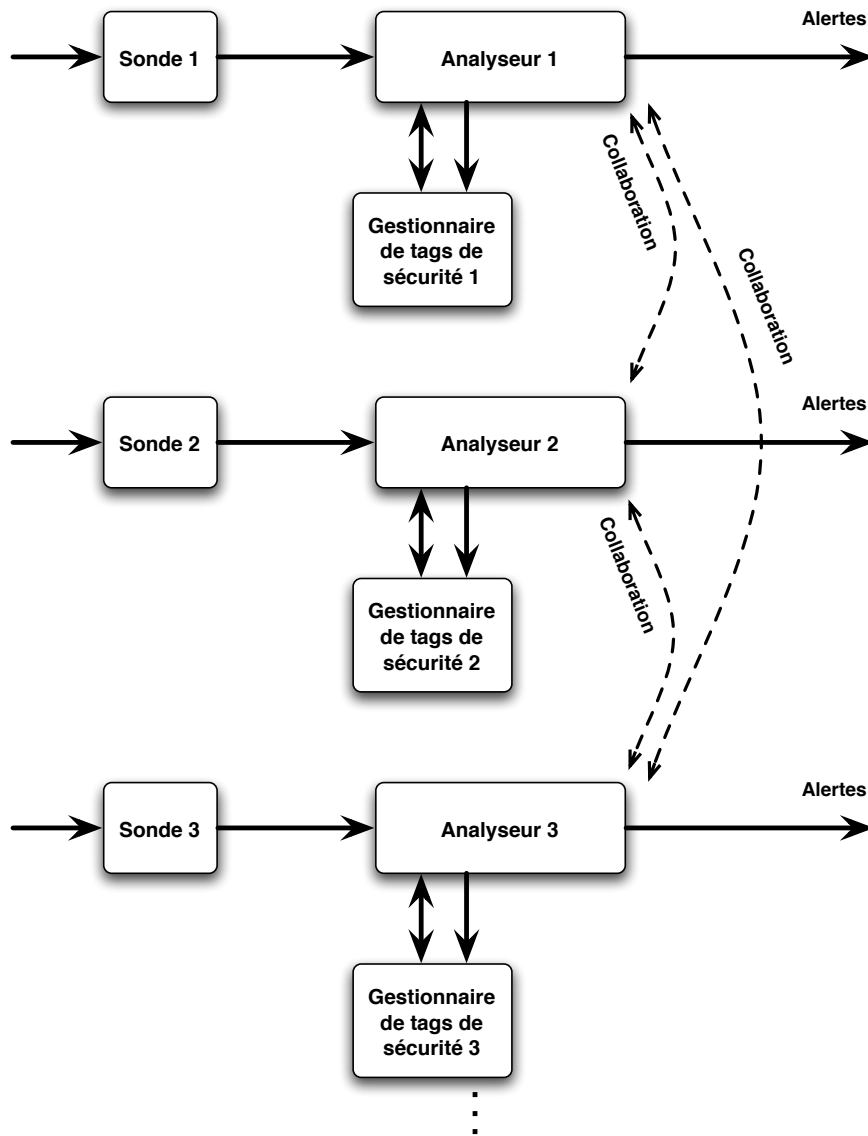 Alertes
Sonde 1
Analyseur 1
Collaboration
Gestionnaire
de tags de
sécurité 1
Collaboration
Alertes
Sonde 2
Analyseur 2
Collaboration
Gestionnaire
de tags de
sécurité 2
Alertes
Sonde 3
Analyseur 3
Gestionnaire
de tags de
sécurité 3